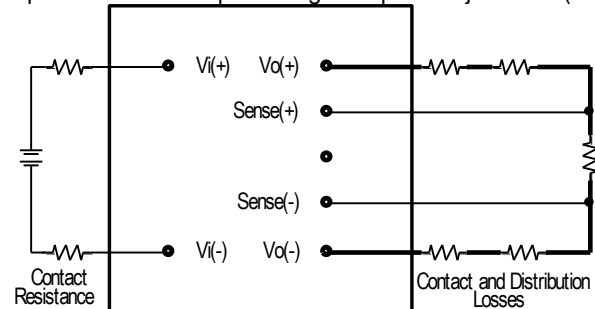 Vi(+) Vo(+)
Sense(+)
Sense(-)
Vi(-) Vo(-)
Contact
Resistance
Contact and Distribution
Losses